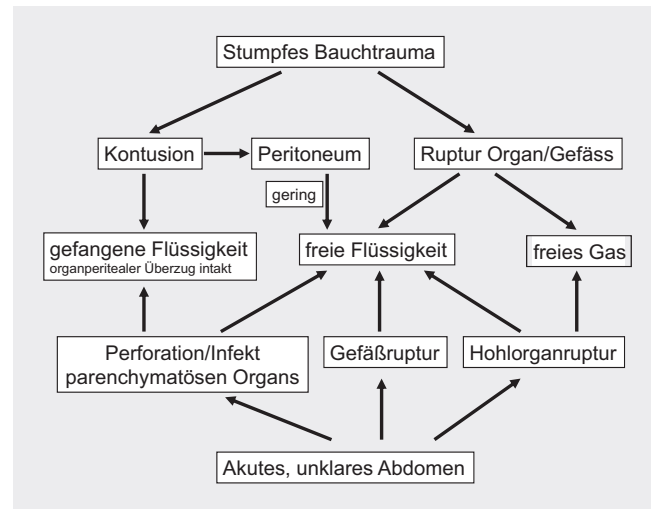 Stumpfes Bauchtrauma
Kontusion
Peritoneum
Ruptur Organ/Gefäss
gering
gefangene Flüssigkeit
organperitealer Überzug intakt
freie Flüssigkeit
freies Gas
Perforation/Infekt
parenchymatösen Organs
Gefäßruptur
Hohlorganruptur
Akutes, unklares Abdomen